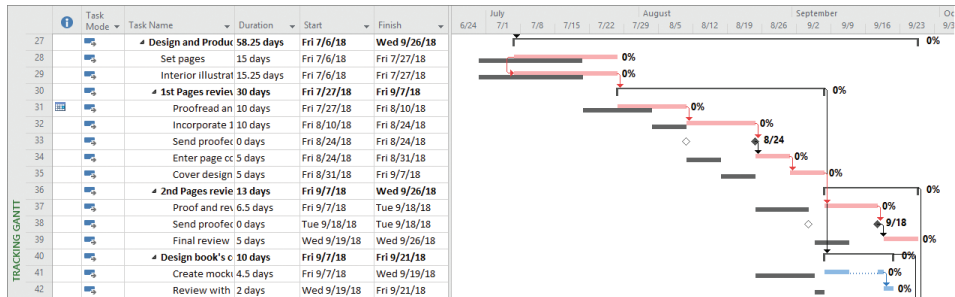 Task Mode Task Name Duration Start Finish
July August September Oc
6/24 7/1 7/8 7/15 7/22 7/29 8/5 8/12 8/19 8/26 9/2 9/9 9/16 9/23 9/3
27 Design and Produc 58.25 days Fri 7/6/18 Wed 9/26/18 0%
28 Set pages 15 days Fri 7/6/18 Fri 7/27/18 0%
29 Interior illustrat 15.25 days Fri 7/6/18 Fri 7/27/18 0%
30 1st Pages review 30 days Fri 7/27/18 Fri 9/7/18 0%
31 Proofread an 10 days Fri 7/27/18 Fri 8/10/18 0%
32 Incorporate 1 10 days Fri 8/10/18 Fri 8/24/18 0%
33 Send proofed 0 days Fri 8/24/18 Fri 8/24/18 8/24
34 Enter page co 5 days Fri 8/24/18 Fri 8/31/18 0%
35 Cover design 5 days Fri 8/31/18 Fri 9/7/18 0%
36 2nd Pages revie 13 days Fri 9/7/18 Wed 9/26/18 0%
37 Proof and rev 6.5 days Fri 9/7/18 Tue 9/18/18 0%
38 Send proofed 0 days Tue 9/18/18 Tue 9/18/18 9/18
39 Final review 5 days Wed 9/19/18 Wed 9/26/18 0%
40 Design book's c 10 days Fri 9/7/18 Fri 9/21/18 0%
41 Create mocku 4.5 days Fri 9/7/18 Wed 9/19/18 0%
42 Review with 2 days Wed 9/19/18 Fri 9/21/18 0%
TRACKING GANTT